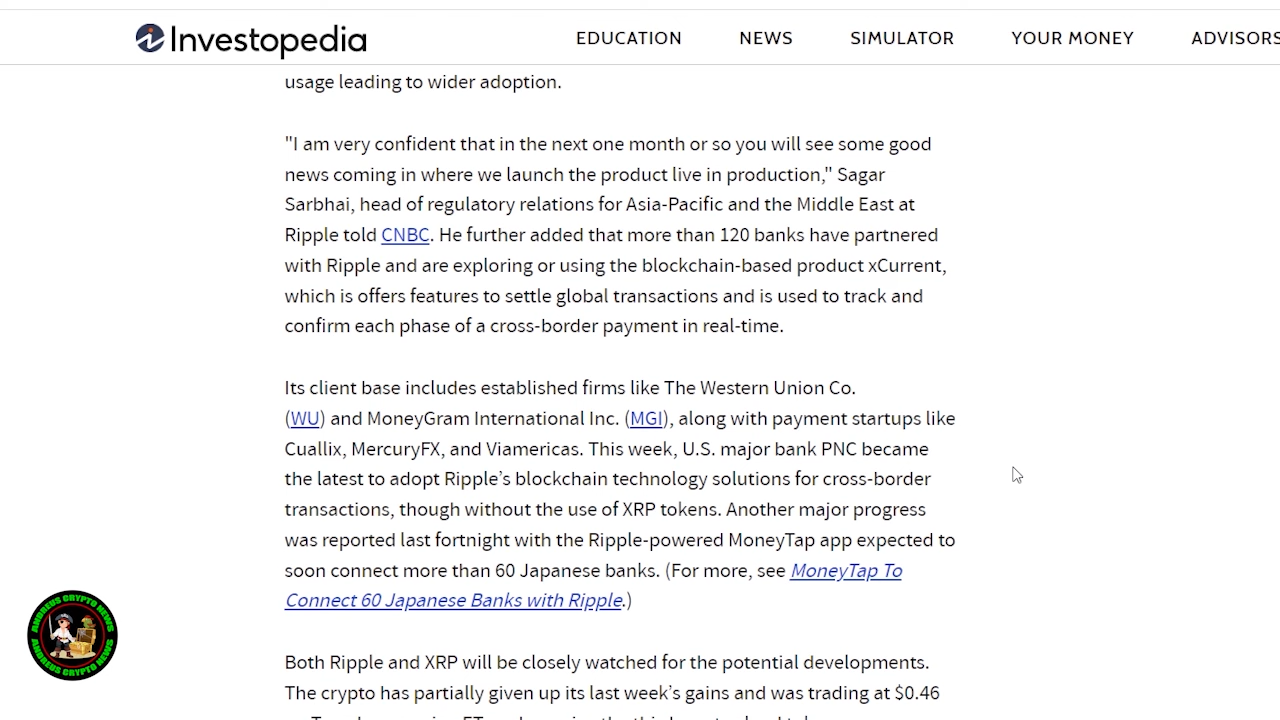 Investopedia
EDUCATION NEWS SIMULATOR YOUR MONEY ADVISORS
usage leading to wider adoption.
"I am very confident that in the next one month or so you will see some good
news coming in where we launch the product live in production," Sagar
Sarbhai, head of regulatory relations for Asia-Pacific and the Middle East at
Ripple told CNBC. He further added that more than 120 banks have partnered
with Ripple and are exploring or using the blockchain-based product xCurrent,
which is offers features to settle global transactions and is used to track and
confirm each phase of a cross-border payment in real-time.
Its client base includes established firms like The Western Union Co.
(WU) and MoneyGram International Inc. (MGI), along with payment startups like
Cuallix, MercuryFX, and Viamericas. This week, U.S. major bank PNC became
the latest to adopt Ripple’s blockchain technology solutions for cross-border
transactions, though without the use of XRP tokens. Another major progress
was reported last fortnight with the Ripple-powered MoneyTap app expected to
soon connect more than 60 Japanese banks. (For more, see MoneyTap To
Connect 60 Japanese Banks with Ripple.)
ANDREUS CRYPTO NEWS
ANDREUS CRYPTO NEWS
Both Ripple and XRP will be closely watched for the potential developments.
The crypto has partially given up its last week’s gains and was trading at $0.46